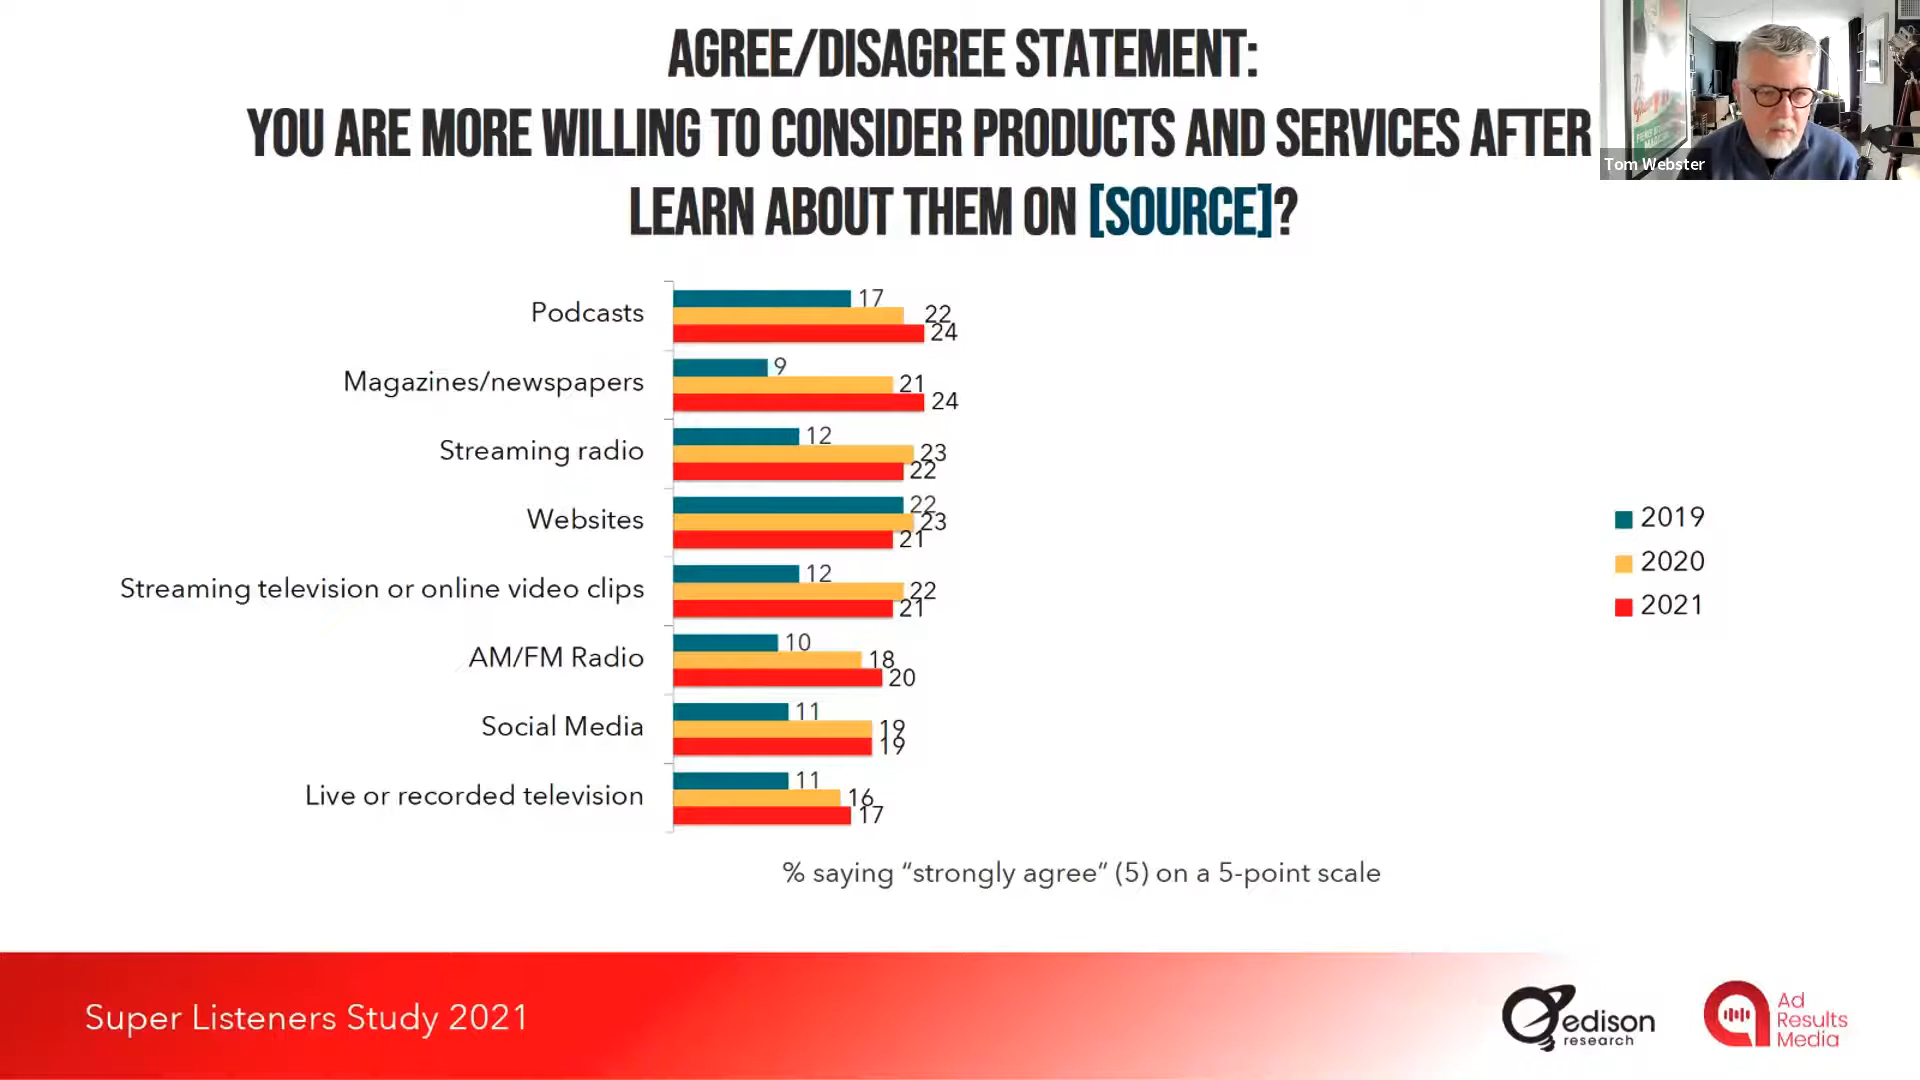 AGREE/DISAGREE STATEMENT:
YOU ARE MORE WILLING TO CONSIDER PRODUCTS AND SERVICES AFTER
LEARN ABOUT THEM ON [SOURCE]?
Tom Webster
Podcasts
17
22
24
Magazines/newspapers
9
21
24
Streaming radio
12
23
22
Websites
22
23
21
Streaming television or online video clips
12
22
21
AM/FM Radio
10
18
20
Social Media
11
19
19
Live or recorded television
11
16
17
2019
2020
2021
% saying “strongly agree” (5) on a 5-point scale
Super Listeners Study 2021
edison
research
Ad
Results
Media